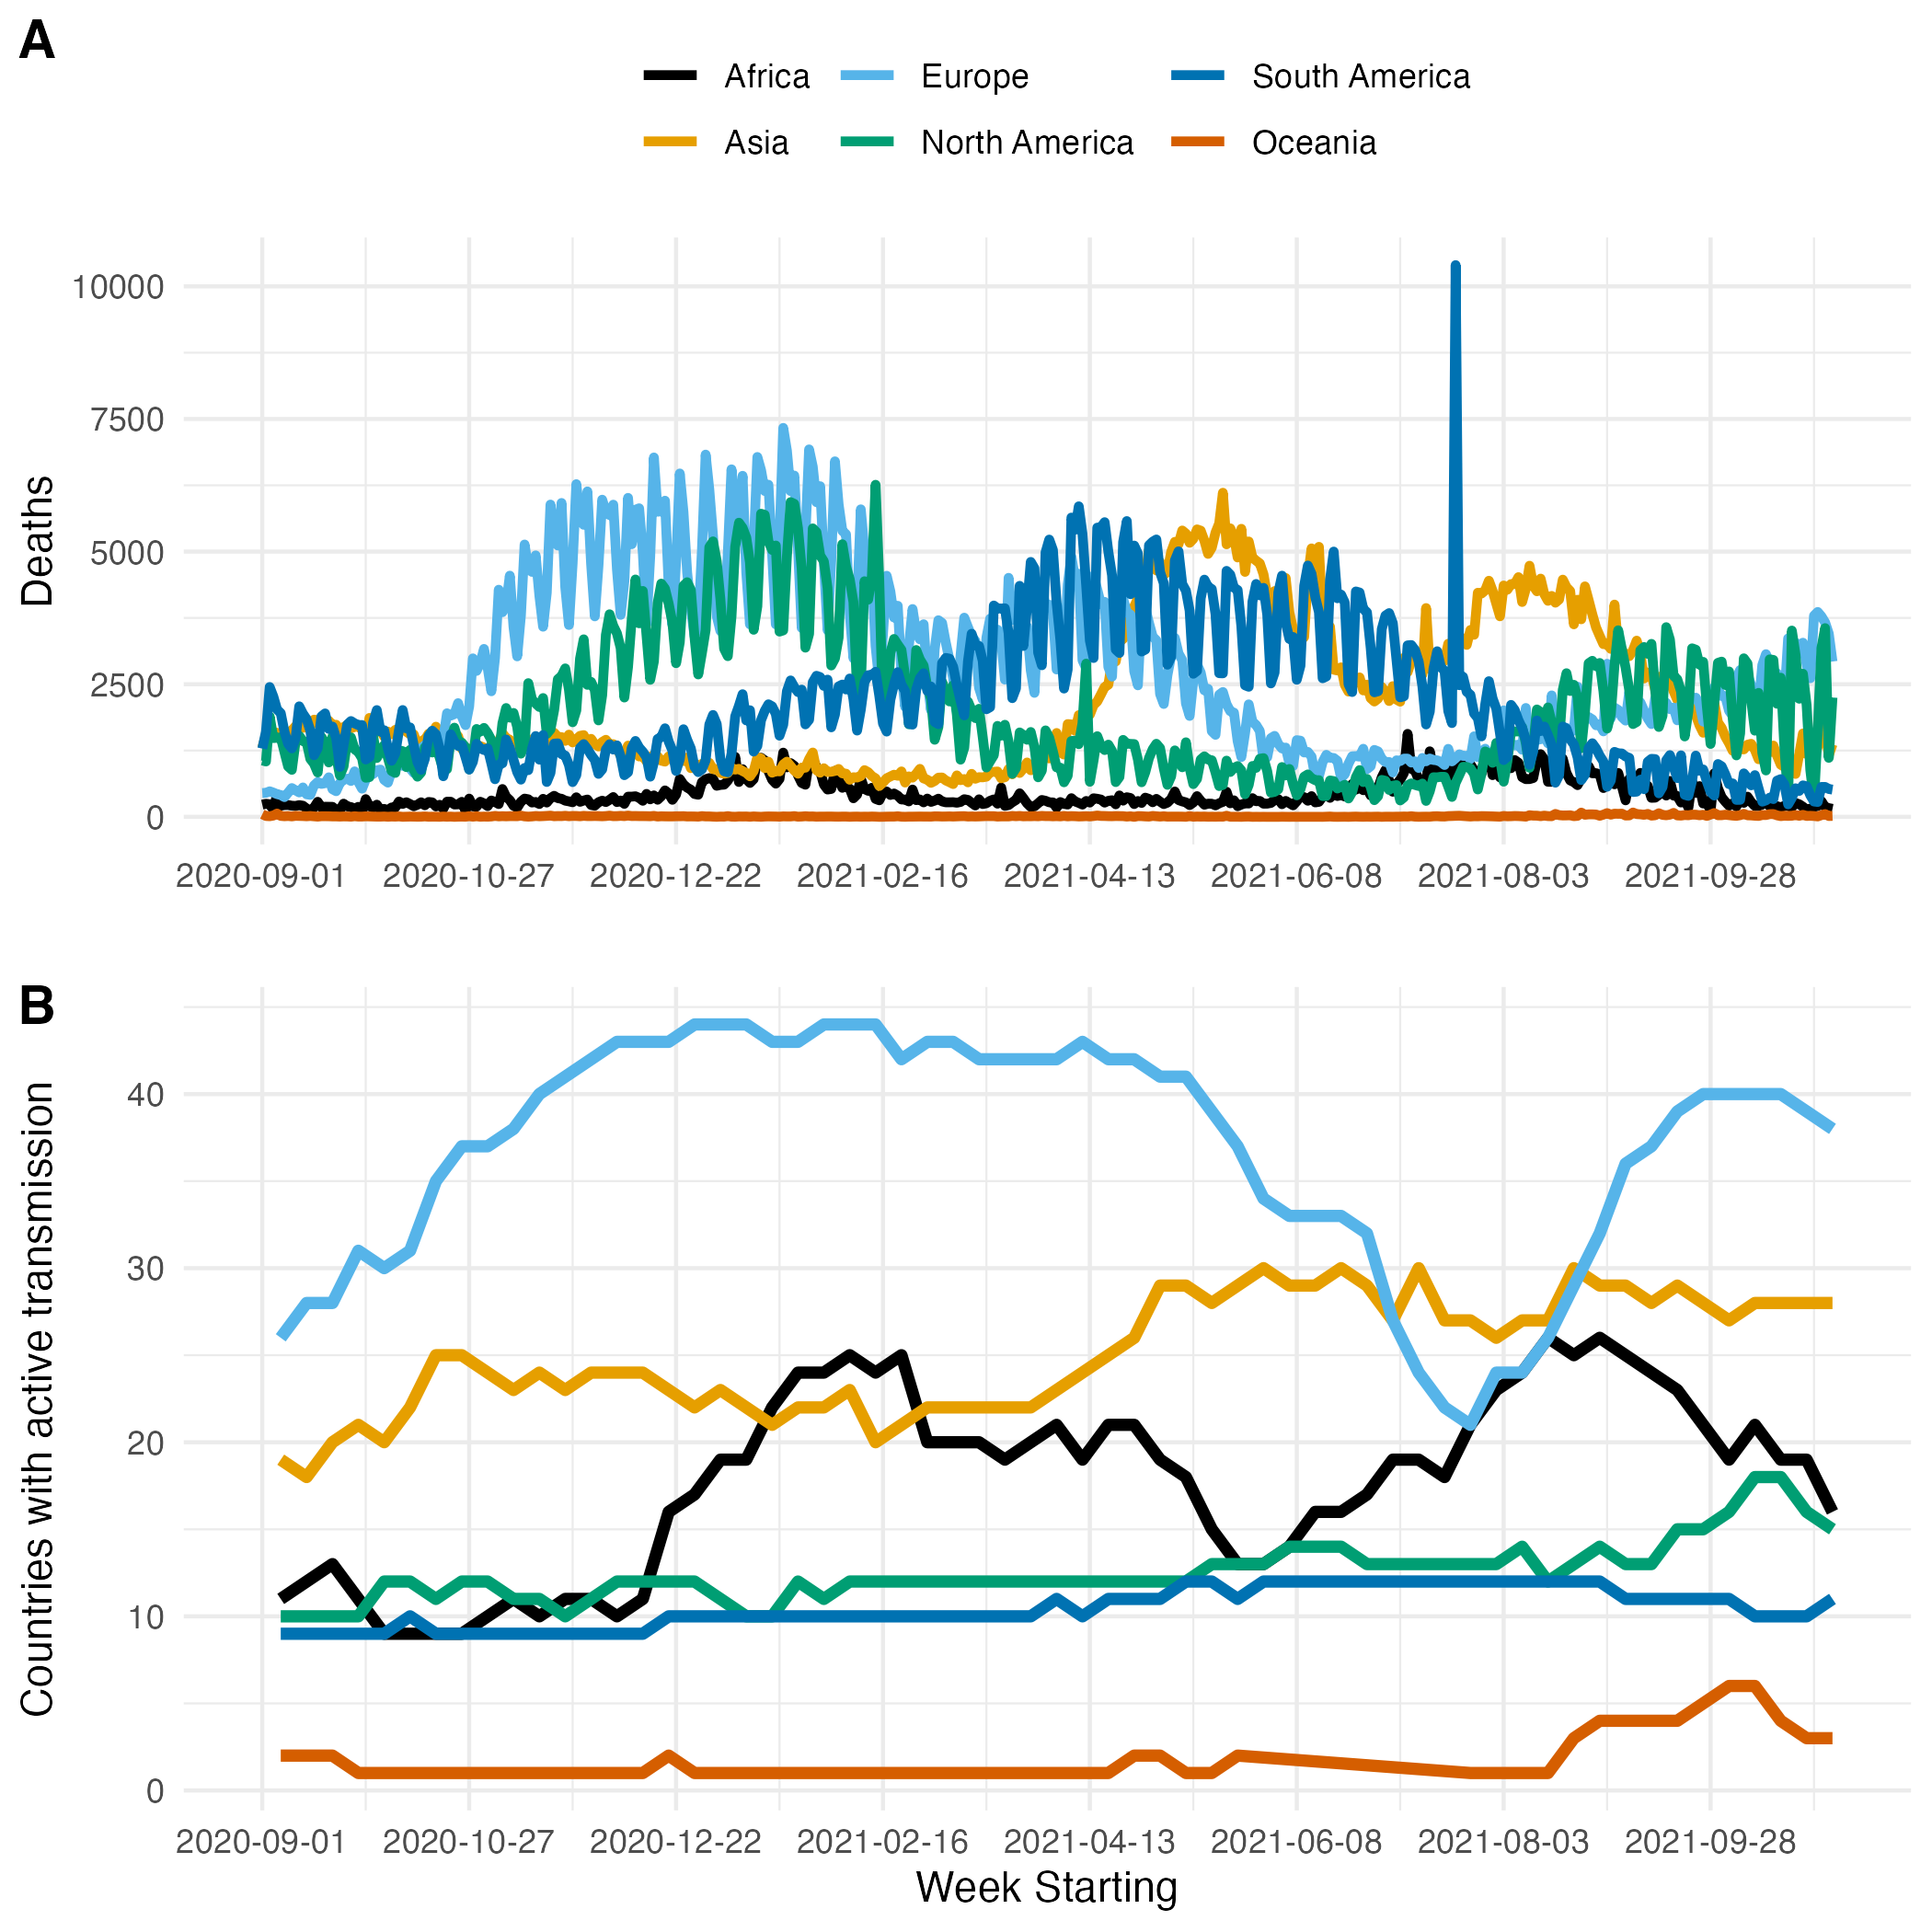 A
Africa Europe South America
Asia North America Oceania
Deaths
10000
7500
5000
2500
0
2020-09-01 2020-10-27 2020-12-22 2021-02-16 2021-04-13 2021-06-08 2021-08-03 2021-09-28
B
Countries with active transmission
40
30
20
10
0
2020-09-01 2020-10-27 2020-12-22 2021-02-16 2021-04-13 2021-06-08 2021-08-03 2021-09-28
Week Starting